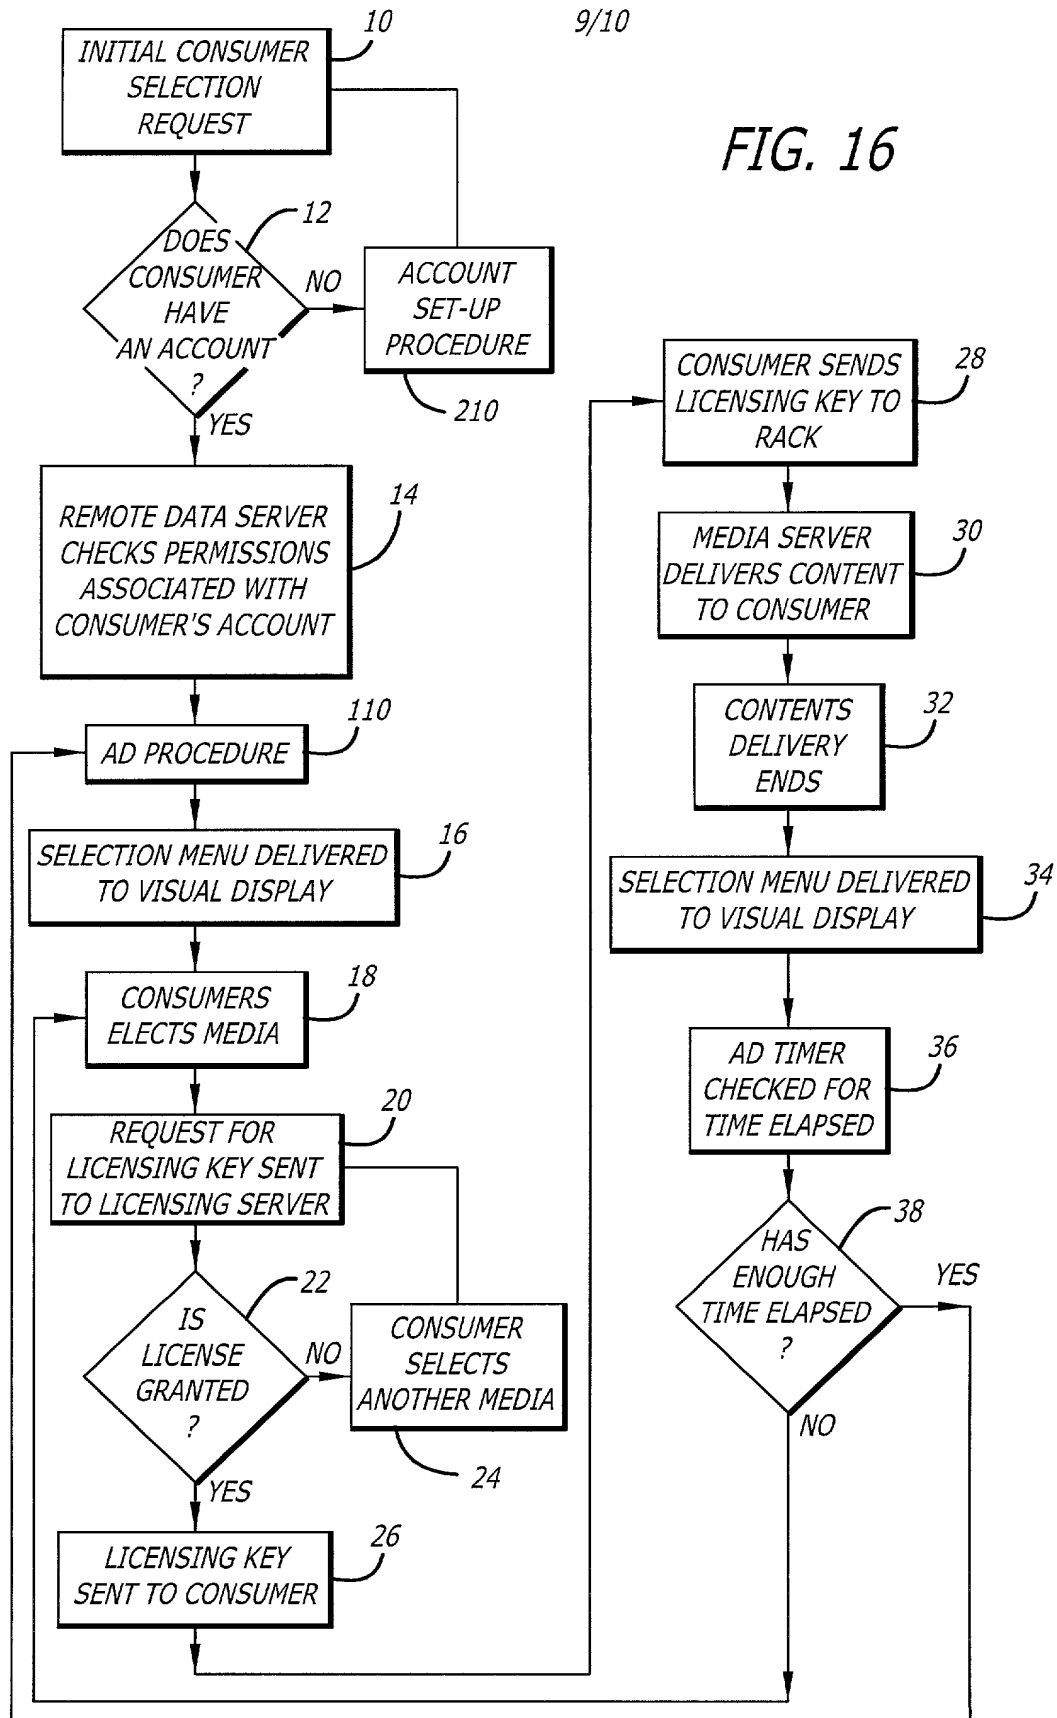 9/10
FIG. 16
10
INITIAL CONSUMER
SELECTION
REQUEST
12
DOES
CONSUMER
HAVE
AN ACCOUNT
?
NO
YES
ACCOUNT
SET-UP
PROCEDURE
210
14
REMOTE DATA SERVER
CHECKS PERMISSIONS
ASSOCIATED WITH
CONSUMER'S ACCOUNT
110
AD PROCEDURE
16
SELECTION MENU DELIVERED
TO VISUAL DISPLAY
18
CONSUMERS
ELECTS MEDIA
20
REQUEST FOR
LICENSING KEY SENT
TO LICENSING SERVER
22
IS
LICENSE
GRANTED
?
NO
YES
CONSUMER
SELECTS
ANOTHER MEDIA
24
26
LICENSING KEY
SENT TO CONSUMER
28
CONSUMER SENDS
LICENSING KEY TO
RACK
30
MEDIA SERVER
DELIVERS CONTENT
TO CONSUMER
32
CONTENTS
DELIVERY
ENDS
34
SELECTION MENU DELIVERED
TO VISUAL DISPLAY
36
AD TIMER
CHECKED FOR
TIME ELAPSED
38
HAS
ENOUGH
TIME ELAPSED
?
YES
NO